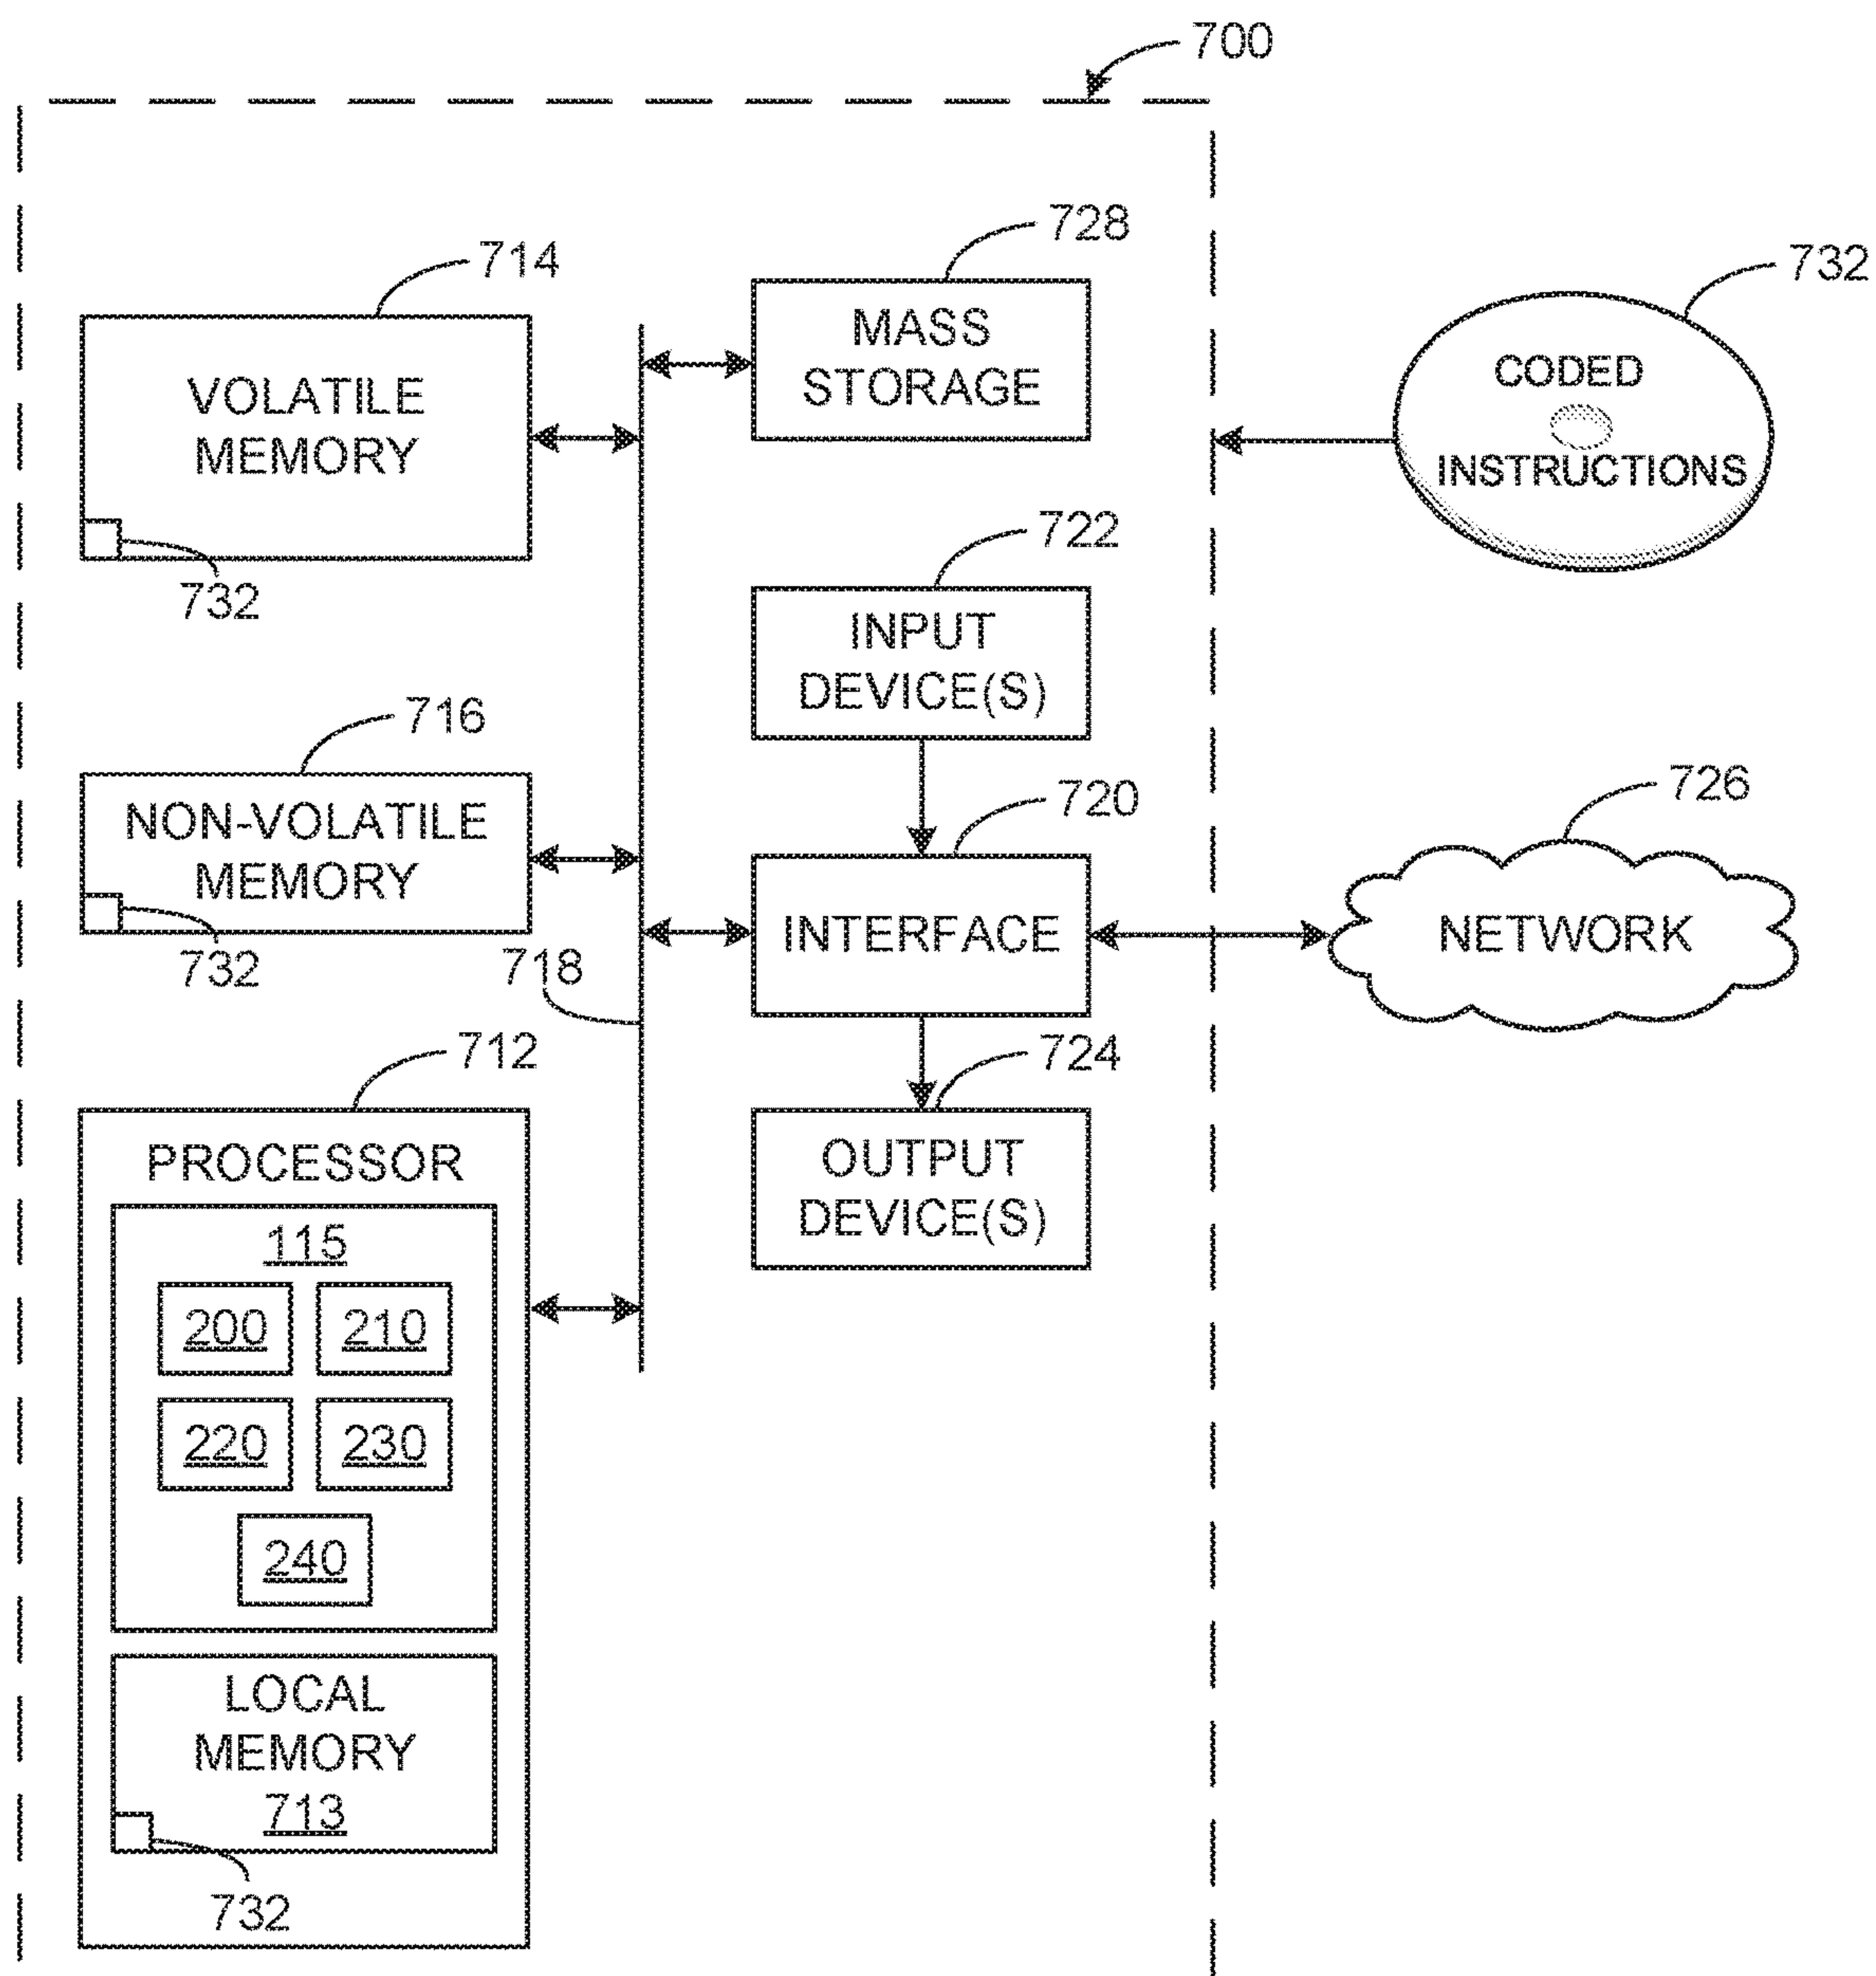 700
728
714
732
MASS
STORAGE
VOLATILE
MEMORY
CODED
INSTRUCTIONS
732
722
INPUT
DEVICE(S)
716
720
726
NON-VOLATILE
MEMORY
INTERFACE
NETWORK
732
718
712
724
PROCESSOR
OUTPUT
DEVICE(S)
115
200 210
220 230
240
LOCAL
MEMORY
713
732